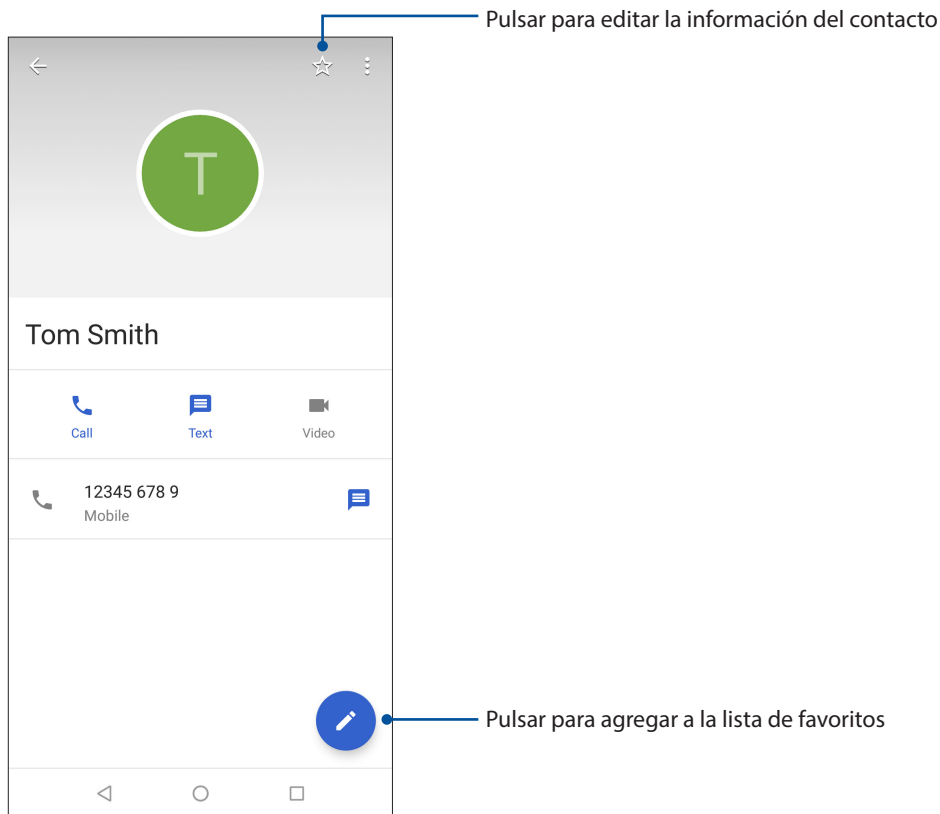 Pulsar para editar la información del contacto
T
Tom Smith
Call Text Video
12345 678 9
Mobile
Pulsar para agregar a la lista de favoritos